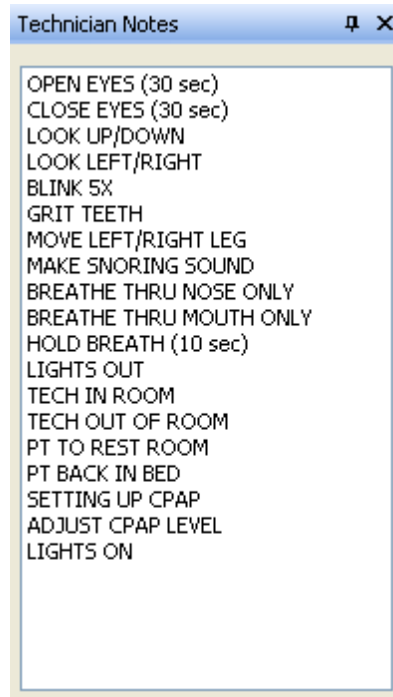 Technician Notes
OPEN EYES (30 sec)
CLOSE EYES (30 sec)
LOOK UP/DOWN
LOOK LEFT/RIGHT
BLINK 5X
GRIT TEETH
MOVE LEFT/RIGHT LEG
MAKE SNORING SOUND
BREATHE THRU NOSE ONLY
BREATHE THRU MOUTH ONLY
HOLD BREATH (10 sec)
LIGHTS OUT
TECH IN ROOM
TECH OUT OF ROOM
PT TO REST ROOM
PT BACK IN BED
SETTING UP CPAP
ADJUST CPAP LEVEL
LIGHTS ON